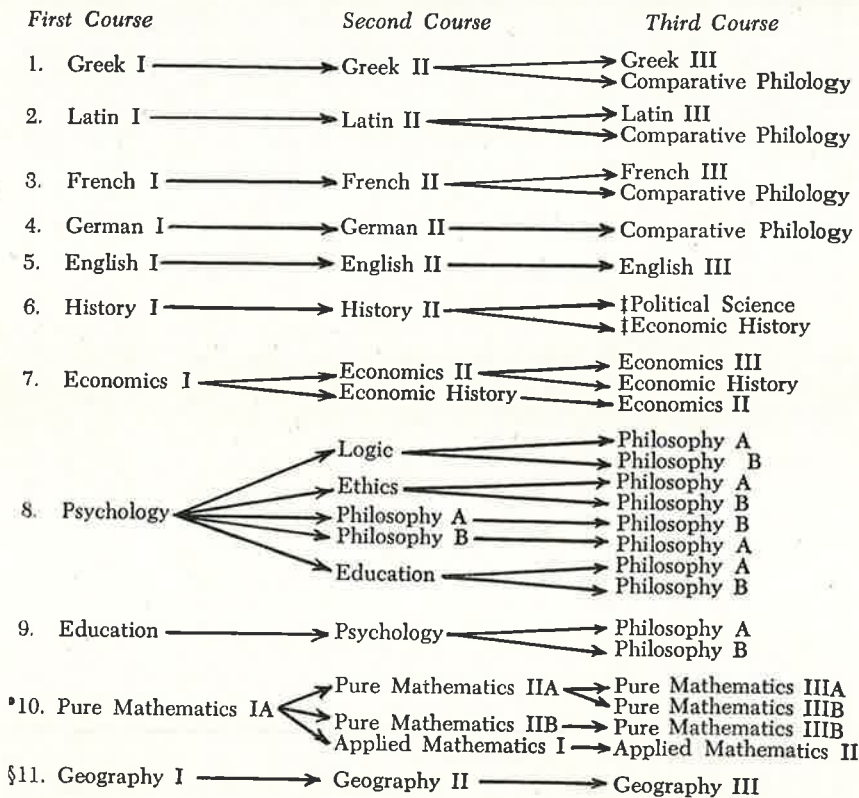 First Course Second Course Third Course
1. Greek I Greek II Greek III
Comparative Philology
2. Latin I Latin II Latin III
Comparative Philology
3. French I French II French III
Comparative Philology
4. German I German II Comparative Philology
5. English I English II English III
6. History I History II ‡Political Science
‡Economic History
7. Economics I Economics II Economics III
Economic History
Economic History Economics II
8. Psychology Logic Philosophy A
Philosophy B
Ethics Philosophy A
Philosophy B
Philosophy A Philosophy B
Philosophy B Philosophy A
Education Philosophy A
Philosophy B
9. Education Psychology Philosophy A
Philosophy B
*10. Pure Mathematics IA Pure Mathematics IIA Pure Mathematics IIIA
Pure Mathematics IIIB
Pure Mathematics IIB Pure Mathematics IIIB
Applied Mathematics I Applied Mathematics II
§11. Geography I Geography II Geography III